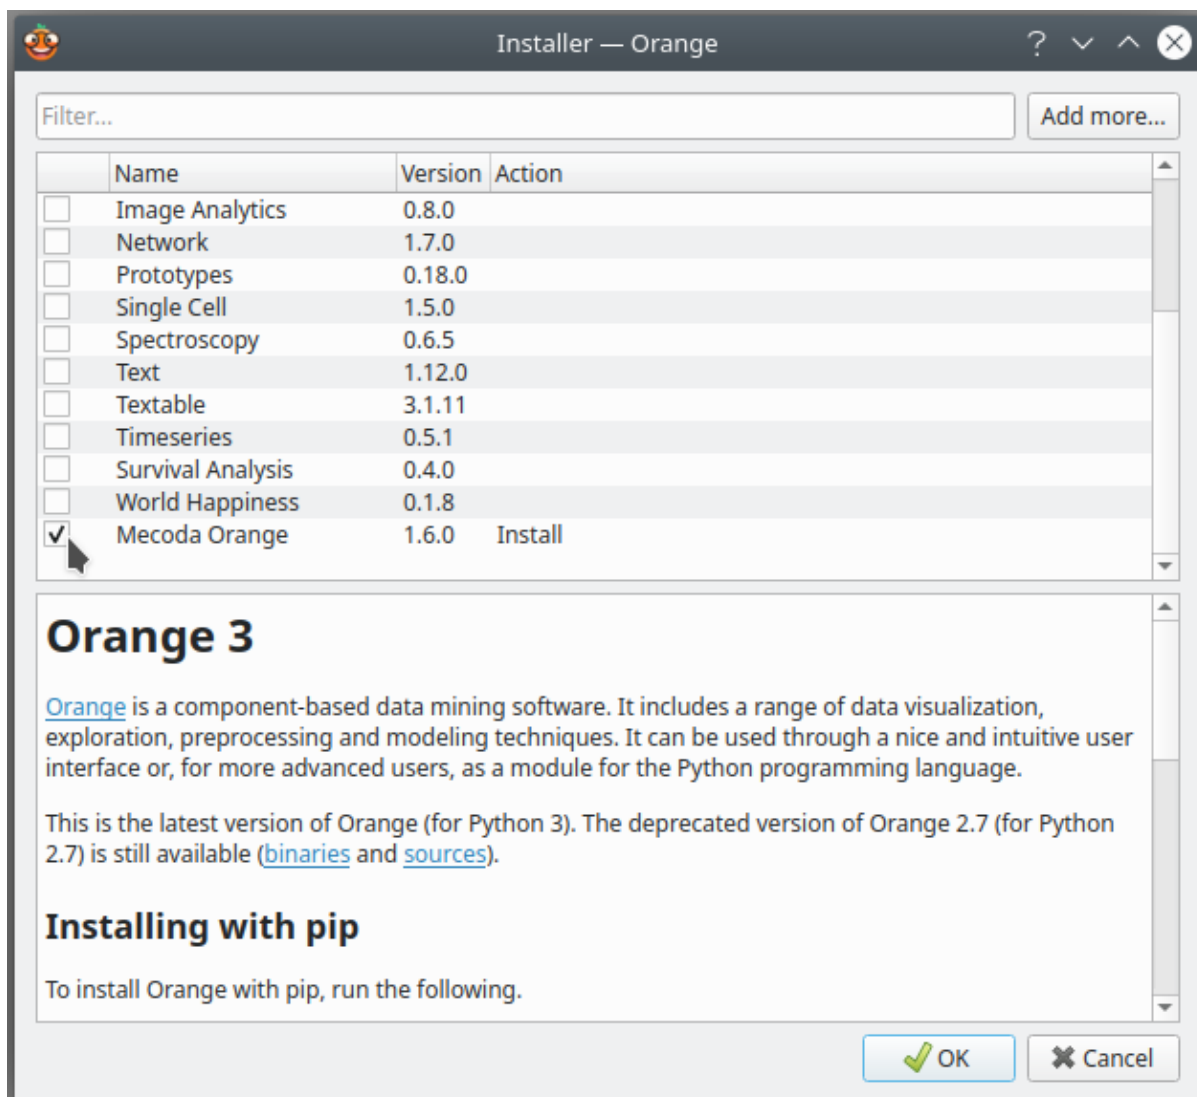 Installer — Orange
Filter...
Add more...
Name Version Action
Image Analytics 0.8.0
Network 1.7.0
Prototypes 0.18.0
Single Cell 1.5.0
Spectroscopy 0.6.5
Text 1.12.0
Textable 3.1.11
Timeseries 0.5.1
Survival Analysis 0.4.0
World Happiness 0.1.8
Mecoda Orange 1.6.0 Install
Orange 3
Orange is a component-based data mining software. It includes a range of data visualization,
exploration, preprocessing and modeling techniques. It can be used through a nice and intuitive user
interface or, for more advanced users, as a module for the Python programming language.
This is the latest version of Orange (for Python 3). The deprecated version of Orange 2.7 (for Python
2.7) is still available (binaries and sources).
Installing with pip
To install Orange with pip, run the following.
OK
Cancel